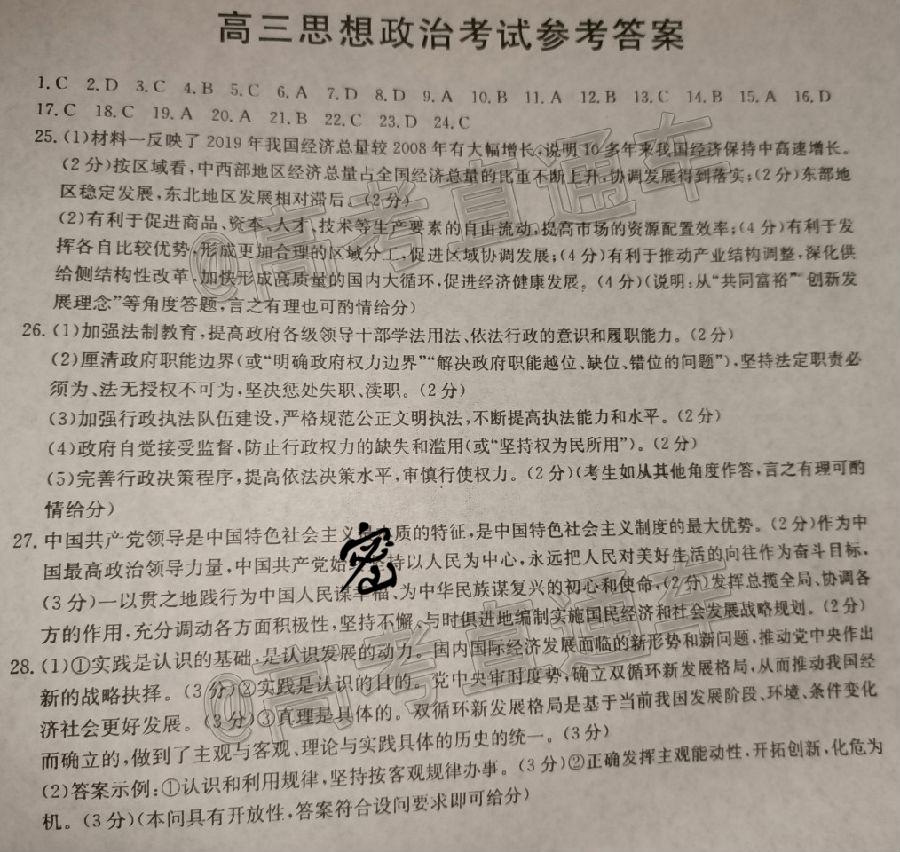 高三思想政治考试参考答案
1.C 2.D 3.C 4.B 5.C 6.A 7.D 8.D 9.A 10.B 11.A 12.B 13.C 14.B 15.A 16.D
17.C 18.C 19.A 20.A 21.B 22.C 23.D 24.C
25.(1)材料一反映了2019年我国经济总量较2008年有大幅增长,说明10多年来我国经济保持中高速增长。
(2分)按区域看,中西部地区经济总量占全国经济总量的比重不断上升,协调发展得到落实;(2分)东部地
区稳定发展,东北地区发展相对滞后。(2分)
(2)有利于促进商品、资本、人才、技术等生产要素的自由流动,提高市场的资源配置效率;(4分)有利于发
挥各自比较优势,形成更加合理的区域分工,促进区域协调发展;(4分)有利于推动产业结构调整,深化供
给侧结构性改革,加快形成高质量的国内大循环,促进经济健康发展。(4分)(说明:从“共同富裕”“创新发
展理念”等角度答题,言之有理也可酌情给分)
26.(1)加强法制教育,提高政府各级领导干部学法用法、依法行政的意识和履职能力。(2分)
(2)厘清政府职能边界(或“明确政府权力边界”“解决政府职能越位、缺位、错位的问题”),坚持法定职责必
须为、法无授权不可为,坚决惩处失职、渎职。(2分)
(3)加强行政执法队伍建设,严格规范公正文明执法,不断提高执法能力和水平。(2分)
(4)政府自觉接受监督,防止行政权力的缺失和滥用(或“坚持权为民所用”)。(2分)
(5)完善行政决策程序,提高依法决策水平,审慎行使权力。(2分)(考生如从其他角度作答,言之有理可酌
情给分)
27.中国共产党领导是中国特色社会主义 质的特征,是中国特色社会主义制度的最大优势。(2分)作为中
国最高政治领导力量,中国共产党始 持以人民为中心,永远把人民对美好生活的向往作为奋斗目标,
(3分)一以贯之地践行为中国人民谋幸福、为中华民族谋复兴的初心和使命,(2分)发挥总揽全局、协调各
方的作用,充分调动各方面积极性,坚持不懈、与时俱进地编制实施国民经济和社会发展战略规划。(2分)
28.(1)①实践是认识的基础,是认识发展的动力。国内国际经济发展面临的新形势和新问题,推动党中央作出
新的战略抉择。(3分)②实践是认识的目的。党中央审时度势,确立双循环新发展格局,从而推动我国经
济社会更好发展。(3分)③真理是具体的。双循环新发展格局是基于当前我国发展阶段、环境、条件变化
而确立的,做到了主观与客观、理论与实践具体的历史的统一。(3分)
(2)答案示例:①认识和利用规律,坚持按客观规律办事。(3分)②正确发挥主观能动性,开拓创新,化危为
机。(3分)(本问具有开放性,答案符合设问要求即可给分)
密
@高考直通车
@高考直通车